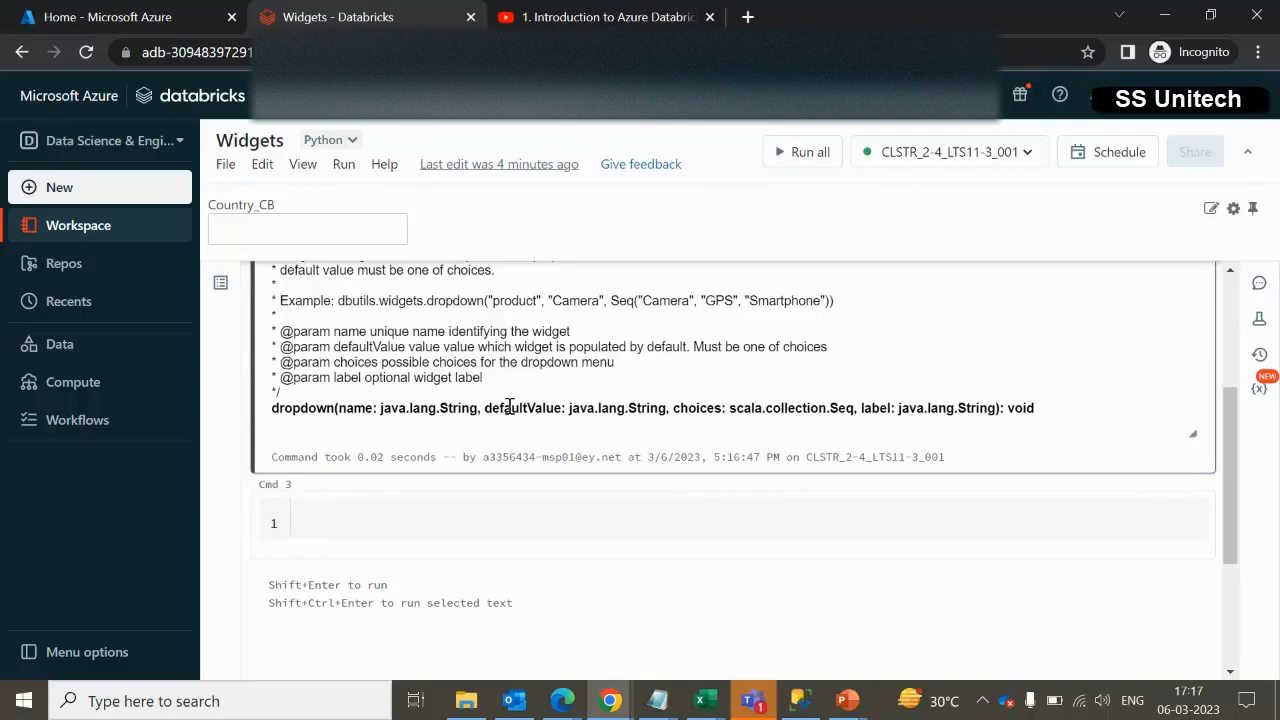 Home - Microsoft Azure
Widgets - Databricks
1. Introduction to Azure Databric
adb-30948397291
Incognito
Microsoft Azure
databricks
SS Unitech
Data Science & Engi...
New
Workspace
Repos
Recents
Data
Compute
Workflows
Menu options
Widgets
Python
File
Edit
View
Run
Help
Last edit was 4 minutes ago
Give feedback
Run all
CLSTR_2-4_LTS11-3_001
Schedule
Share
Country_CB
* default value must be one of choices.
*
* Example: dbutils.widgets.dropdown("product", "Camera", Seq("Camera", "GPS", "Smartphone"))
*
* @param name unique name identifying the widget
* @param defaultValue value value which widget is populated by default. Must be one of choices
* @param choices possible choices for the dropdown menu
* @param label optional widget label
*/
dropdown(name: java.lang.String, defaultValue: java.lang.String, choices: scala.collection.Seq, label: java.lang.String): void
Command took 0.02 seconds -- by a3356434-msp01@ey.net at 3/6/2023, 5:16:47 PM on CLSTR_2-4_LTS11-3_001
Cmd 3
1
Shift+Enter to run
Shift+Ctrl+Enter to run selected text
NEW
{x}
Type here to search
1
30°C
ENG
17:17
06-03-2023